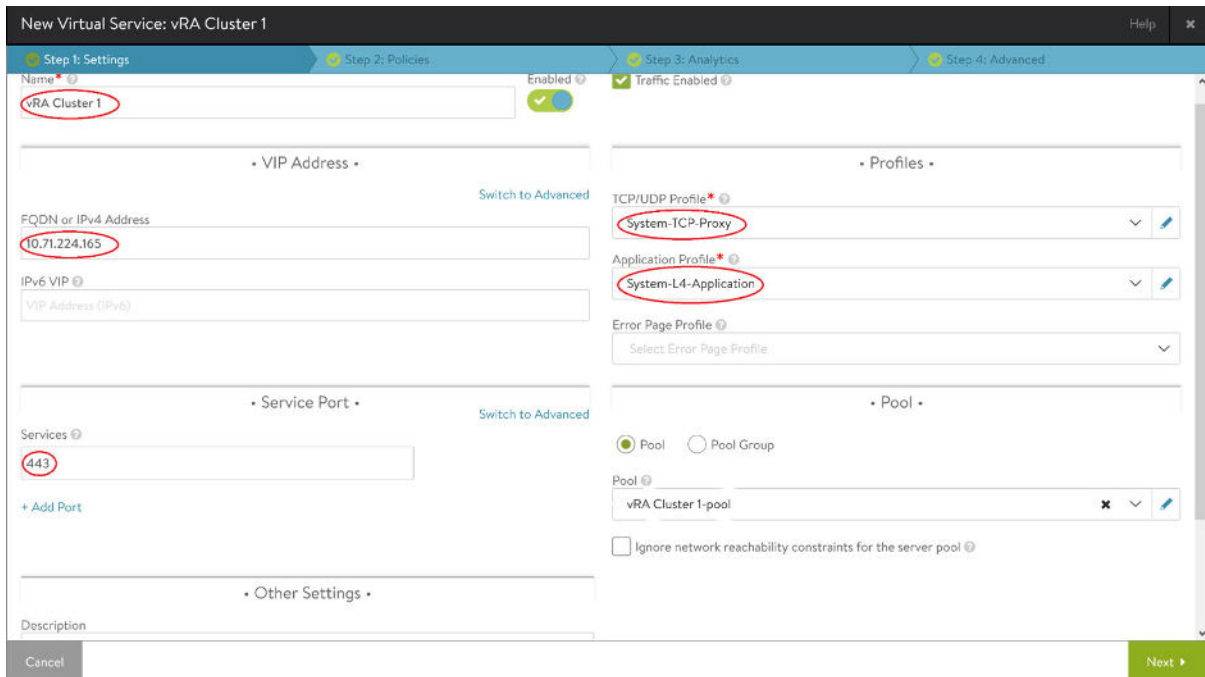 New Virtual Service: vRA Cluster 1
Help
Step 1: Settings
Step 2: Policies
Step 3: Analytics
Step 4: Advanced
Name*
Enabled
vRA Cluster 1
Traffic Enabled
• VIP Address •
Switch to Advanced
FQDN or IPv4 Address
10.71.224.165
IPv6 VIP
VIP Address (IPv6)
• Profiles •
TCP/UDP Profile*
System-TCP-Proxy
Application Profile*
System-L4-Application
Error Page Profile
Select Error Page Profile
• Service Port •
Switch to Advanced
Services
443
+ Add Port
• Pool •
Pool
Pool Group
Pool
vRA Cluster 1-pool
Ignore network reachability constraints for the server pool
• Other Settings •
Description
Cancel
Next